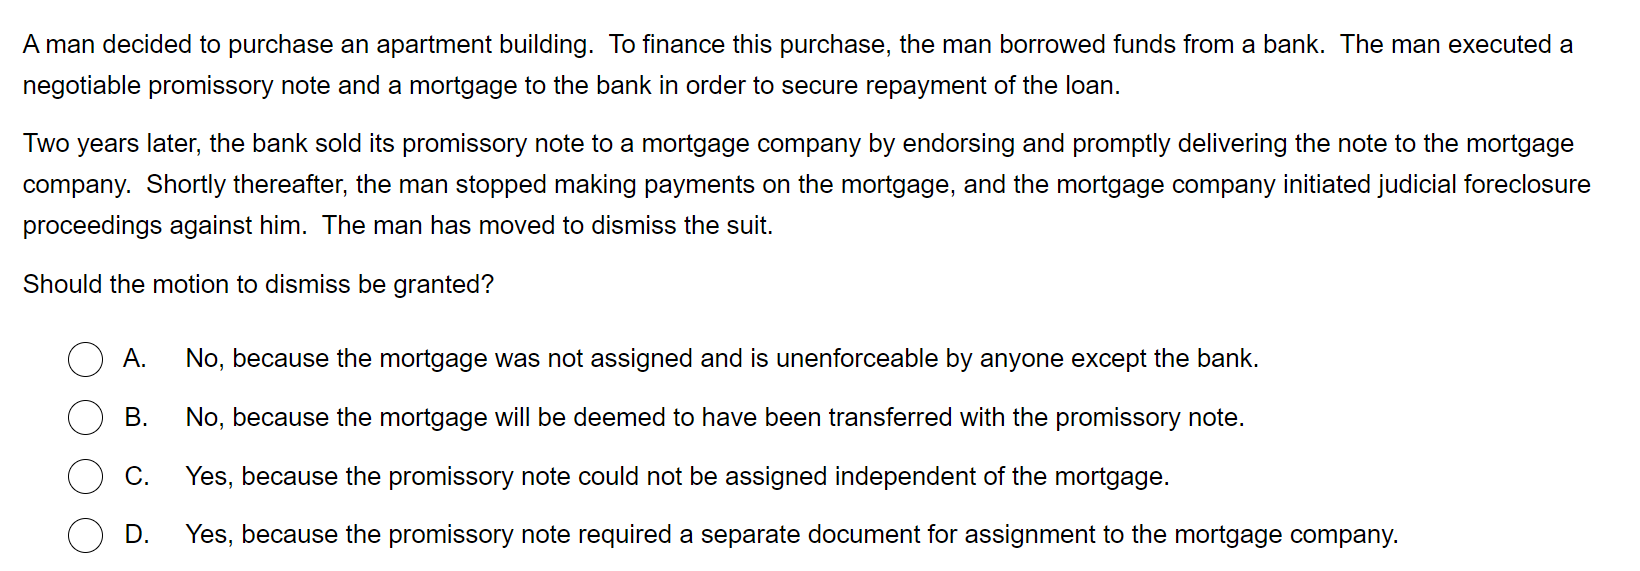 A man decided to purchase an apartment building.  To finance this purchase, the man borrowed funds from a bank.  The man executed a
negotiable promissory note and a mortgage to the bank in order to secure repayment of the loan.
Two years later, the bank sold its promissory note to a mortgage company by endorsing and promptly delivering the note to the mortgage
company.  Shortly thereafter, the man stopped making payments on the mortgage, and the mortgage company initiated judicial foreclosure
proceedings against him.  The man has moved to dismiss the suit.
Should the motion to dismiss be granted?
A. No, because the mortgage was not assigned and is unenforceable by anyone except the bank.
B. No, because the mortgage will be deemed to have been transferred with the promissory note.
C. Yes, because the promissory note could not be assigned independent of the mortgage.
D. Yes, because the promissory note required a separate document for assignment to the mortgage company.